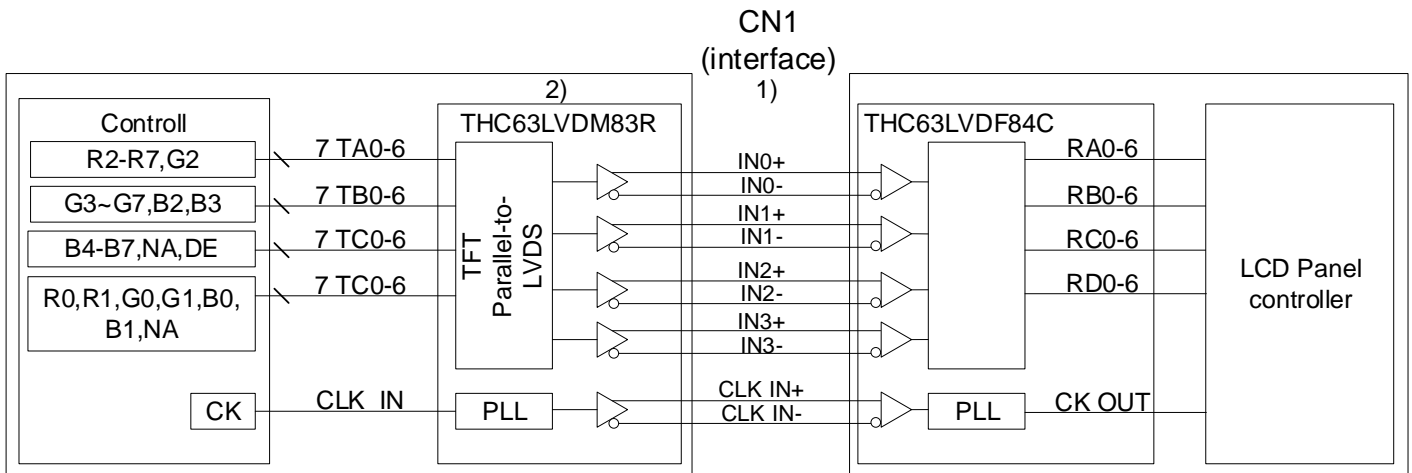 CN1
(interface)
1)
2)
Controll
R2-R7,G2
G3~G7,B2,B3
B4-B7,NA,DE
R0,R1,G0,G1,B0,
B1,NA
CK
7 TA0-6
7 TB0-6
7 TC0-6
7 TC0-6
CLK IN
THC63LVDM83R
TFT
Parallel-to-
LVDS
PLL
IN0+
IN0-
IN1+
IN1-
IN2+
IN2-
IN3+
IN3-
CLK IN+
CLK IN-
THC63LVDF84C
PLL
RA0-6
RB0-6
RC0-6
RD0-6
CK OUT
LCD Panel
controller